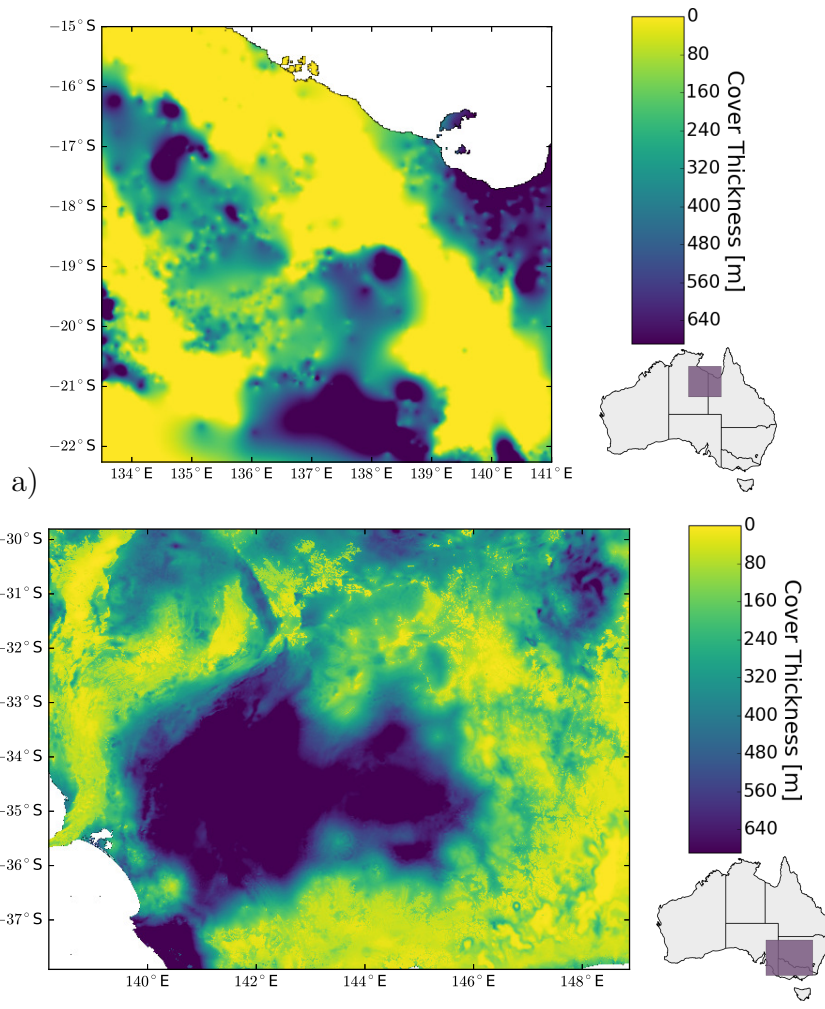 −15°S
−16°S
−17°S
−18°S
−19°S
−20°S
−21°S
−22°S
134°E 135°E 136°E 137°E 138°E 139°E 140°E 141°E
0
80
160
240
320
400
480
560
640
Cover Thickness [m]
a)
−30°S
−31°S
−32°S
−33°S
−34°S
−35°S
−36°S
−37°S
140°E 142°E 144°E 146°E 148°E
0
80
160
240
320
400
480
560
640
Cover Thickness [m]